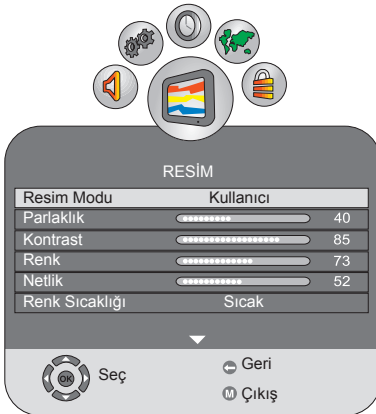 RESİM
Resim Modu Kullanıcı
Parlaklık 40
Kontrast 85
Renk 73
Netlik 52
Renk Sıcaklığı Sıcak
OK Seç
Geri
M Çıkış